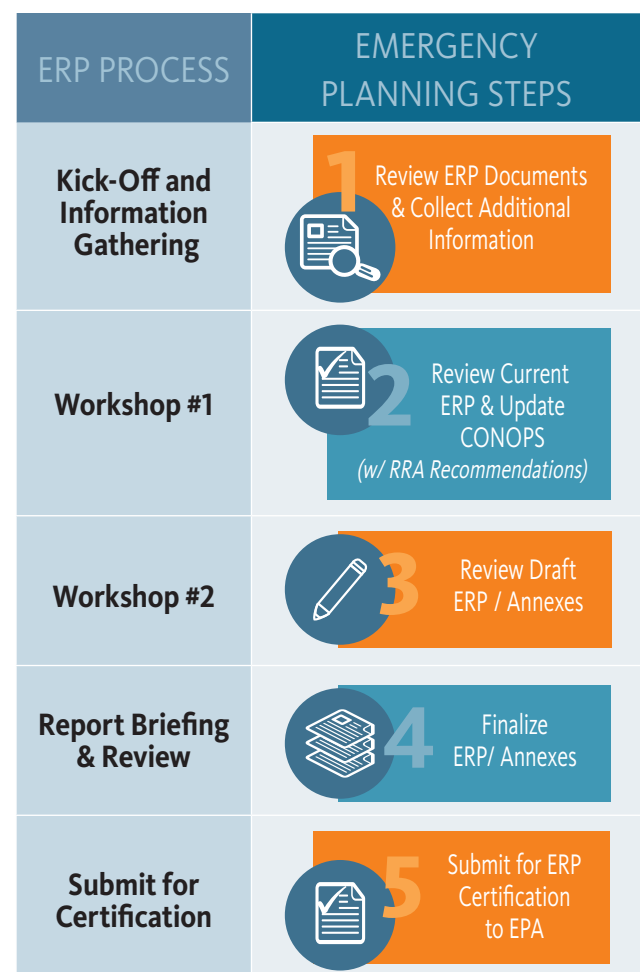 ERP PROCESS
EMERGENCY
PLANNING STEPS
Kick-Off and
Information
Gathering
1
Review ERP Documents
& Collect Additional
Information
Workshop #1
2
Review Current
ERP & Update
CONOPS
(w/ RRA Recommendations)
Workshop #2
3
Review Draft
ERP / Annexes
Report Briefing
& Review
4
Finalize
ERP/ Annexes
Submit for
Certification
5
Submit for ERP
Certification
to EPA